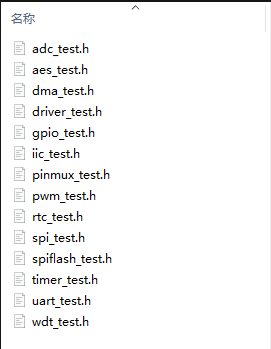 名称
adc_test.h
aes_test.h
dma_test.h
driver_test.h
gpio_test.h
iic_test.h
pinmux_test.h
pwm_test.h
rtc_test.h
spi_test.h
spiflash_test.h
timer_test.h
uart_test.h
wdt_test.h